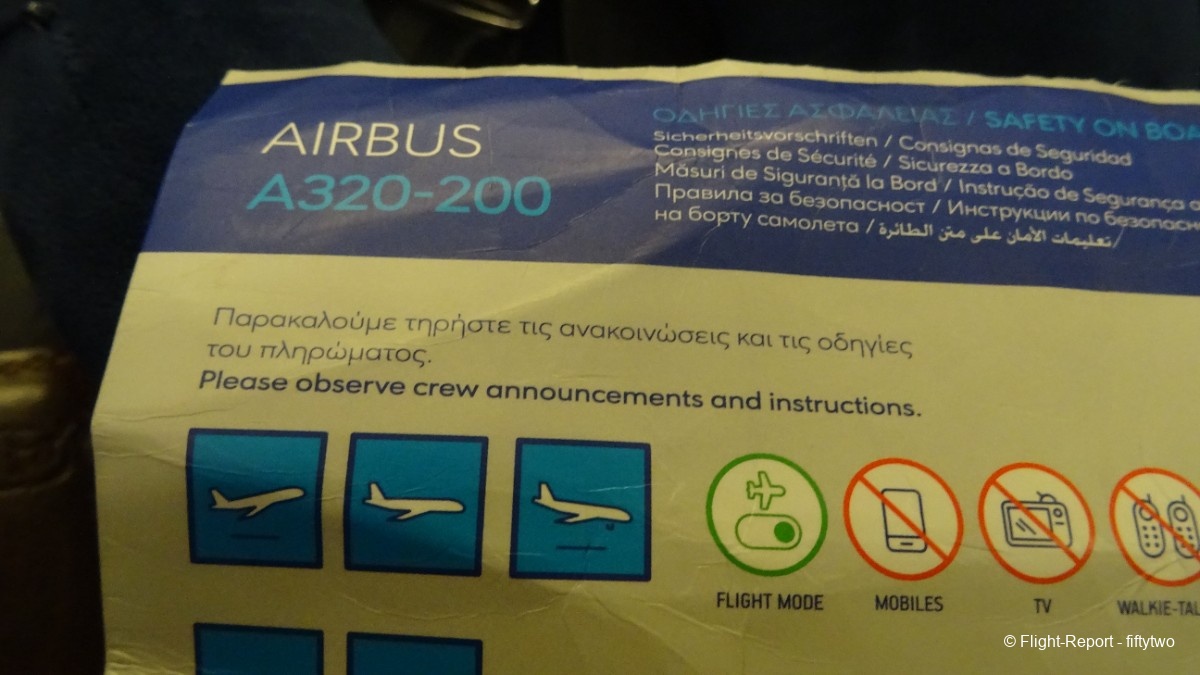 AIRBUS
A320-200
ΟΔΗΓΙΕΣ ΑΣΦΑΛΕΙΑΣ / SAFETY ON
Sicherheitsvorschriften / Consignas de Seguridad
Consignes de Sécurité / Sicurezza a Bordo
Măsuri de Siguranță la Bord / Instrução de Segurança
Правила за безопасност / Инструкции по
на борту самолета / تعليمات الأمان على متن الطائرة/
Παρακαλούμε τηρήστε τις ανακοινώσεις και τις οδηγίες
του πληρώματος.
Please observe crew announcements and instructions.
FLIGHT MODE
MOBILES
TV
WALKIE-TAL
© Flight-Report - fiftytwo